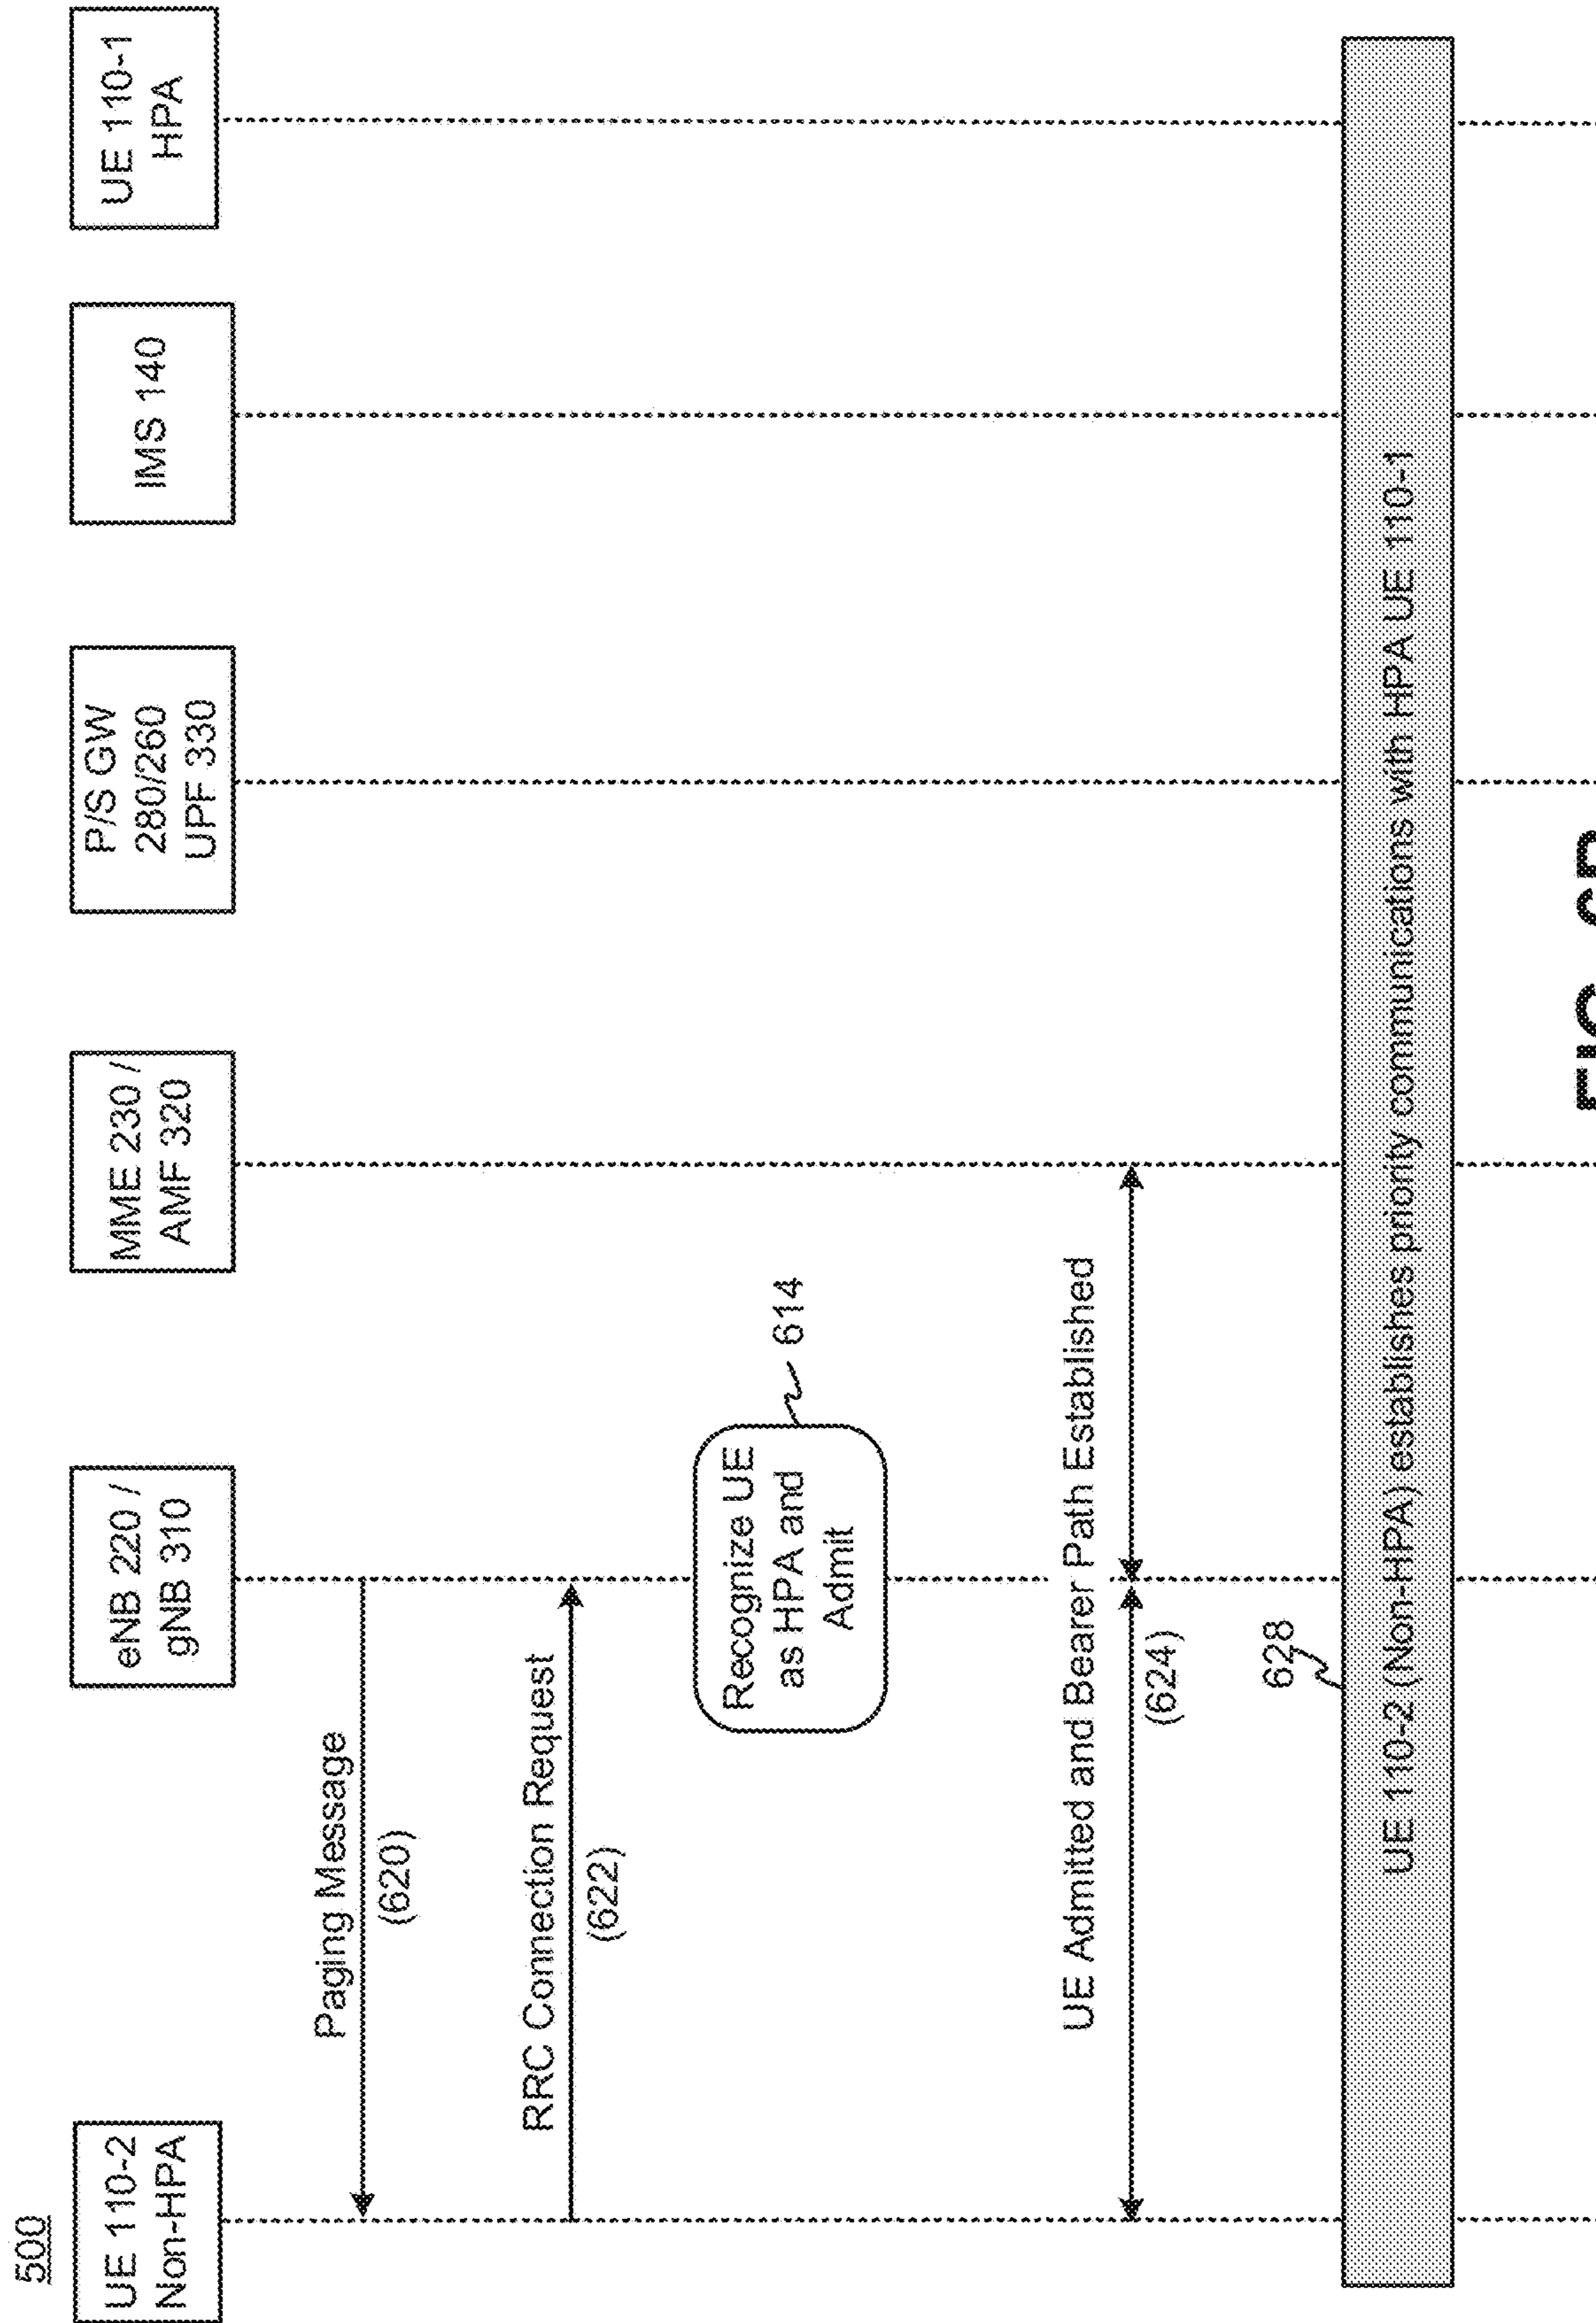 500
UE 110-2
Non-HPA
eNB 220 /
gNB 310
MME 230 /
AMF 320
P/S GW
280/260
UPF 330
IMS 140
UE 110-1
HPA
Paging Message
(620)
RRC Connection Request
(622)
Recognize UE
as HPA and
Admit
614
UE Admitted and Bearer Path Established
(624)
628
UE 110-2 (Non-HPA) establishes priority communications with HPA UE 110-1